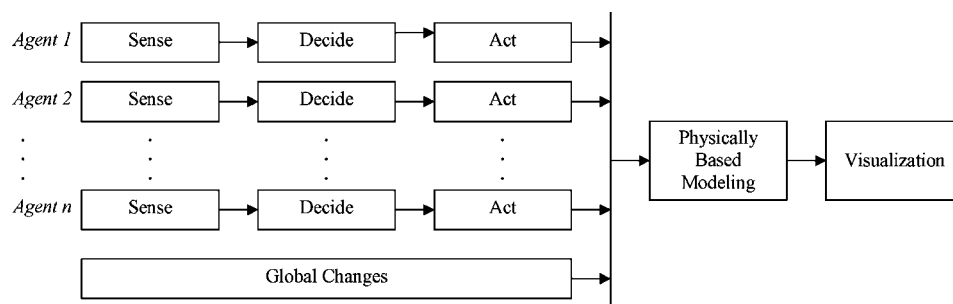 Agent 1 Sense Decide Act
Agent 2 Sense Decide Act
Physically
Based
Modeling
Visualization
Agent n Sense Decide Act
Global Changes